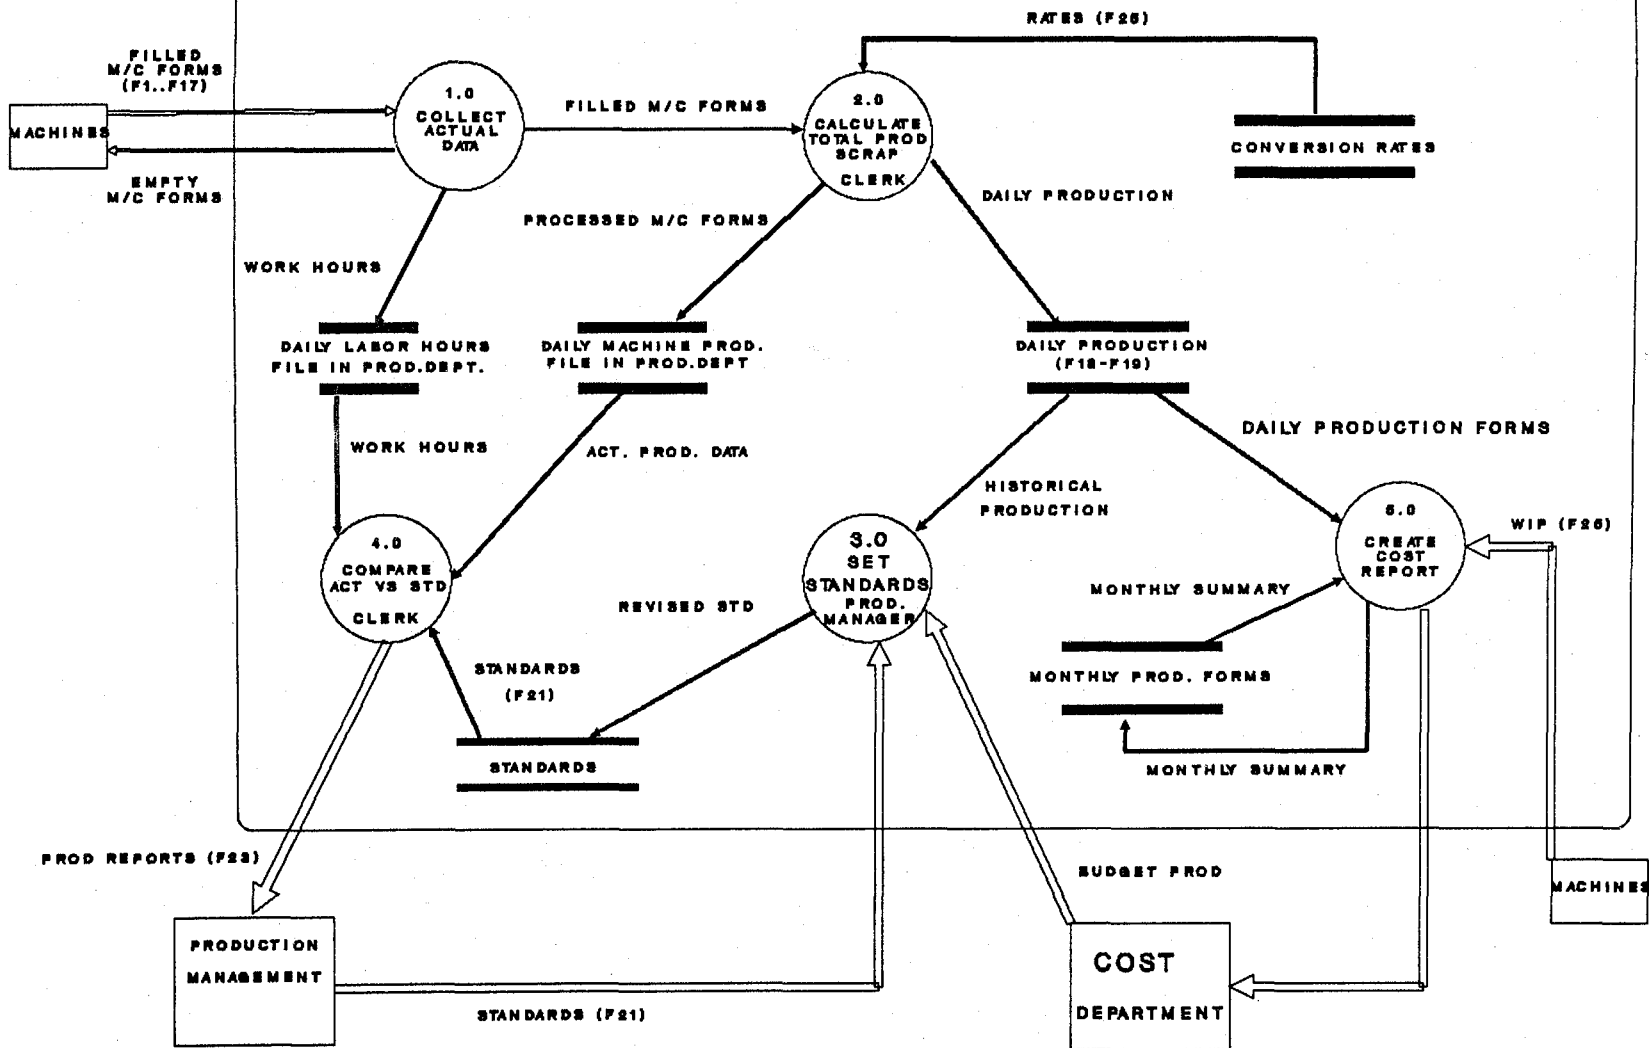 RATES (F25)
FILLED
M/C FORMS
(F1..F17)
MACHINES
EMPTY
M/C FORMS
1.0
COLLECT
ACTUAL
DATA
FILLED M/C FORMS
2.0
CALCULATE
TOTAL PROD
SCRAP
CLERK
CONVERSION RATES
PROCESSED M/C FORMS
DAILY PRODUCTION
WORK HOURS
DAILY LABOR HOURS
FILE IN PROD.DEPT.
DAILY MACHINE PROD.
FILE IN PROD.DEPT
DAILY PRODUCTION
(F18-F19)
WORK HOURS
ACT. PROD. DATA
HISTORICAL
PRODUCTION
DAILY PRODUCTION FORMS
4.0
COMPARE
ACT VS STD
CLERK
3.0
SET
STANDARDS
PROD.
MANAGER
5.0
CREATE
COST
REPORT
WIP (F26)
REVISED STD
MONTHLY SUMMARY
STANDARDS
(F21)
MONTHLY PROD. FORMS
STANDARDS
MONTHLY SUMMARY
PROD REPORTS (F23)
BUDGET PROD
MACHINES
PRODUCTION
MANAGEMENT
STANDARDS (F21)
COST
DEPARTMENT